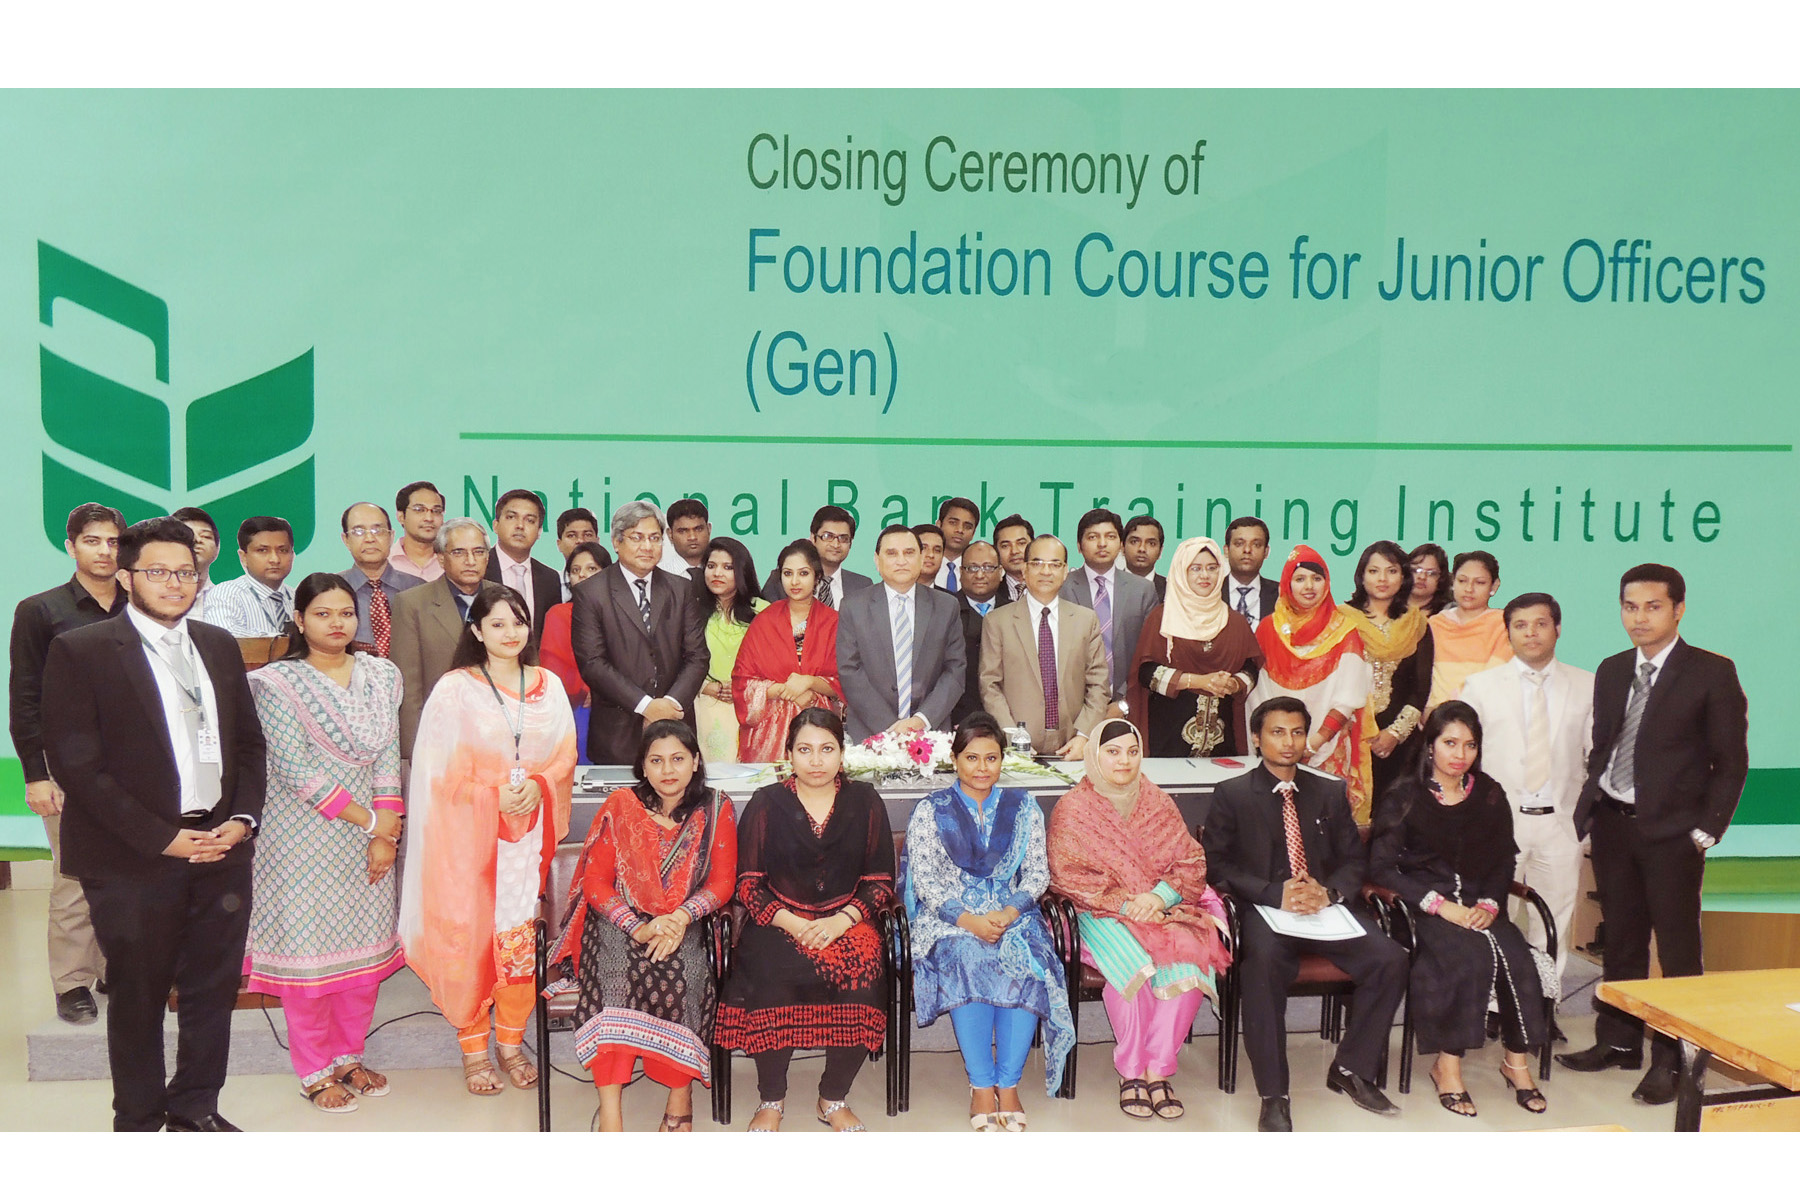 Closing Ceremony of
Foundation Course for Junior Officers
(Gen)
National Bank Training Institute